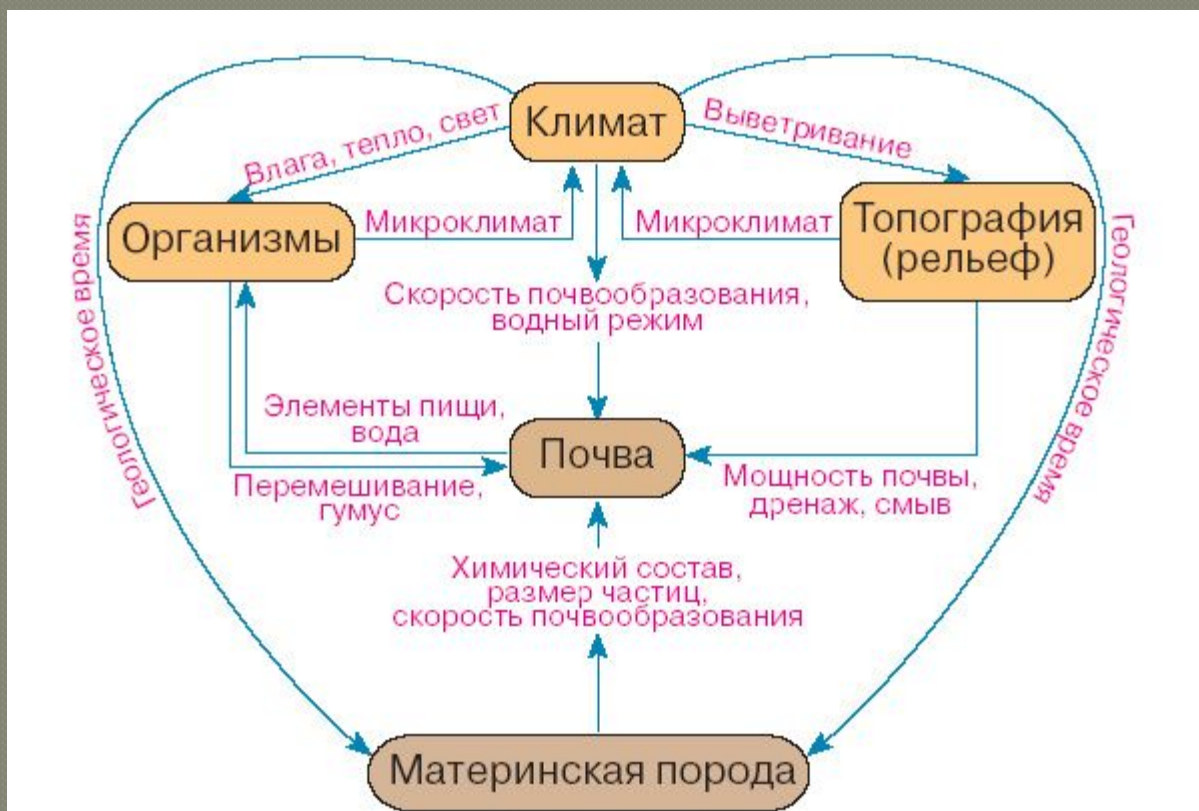 Климат
Влага, тепло, свет
Выветривание
Организмы
Микроклимат
Микроклимат
Топография
(рельеф)
Геологическое время
Геологическое время
Скорость почвообразования,
водный режим
Элементы пищи,
вода
Почва
Перемешивание,
гумус
Мощность почвы,
дренаж, смыв
Химический состав,
размер частиц,
скорость почвообразования
Материнская порода